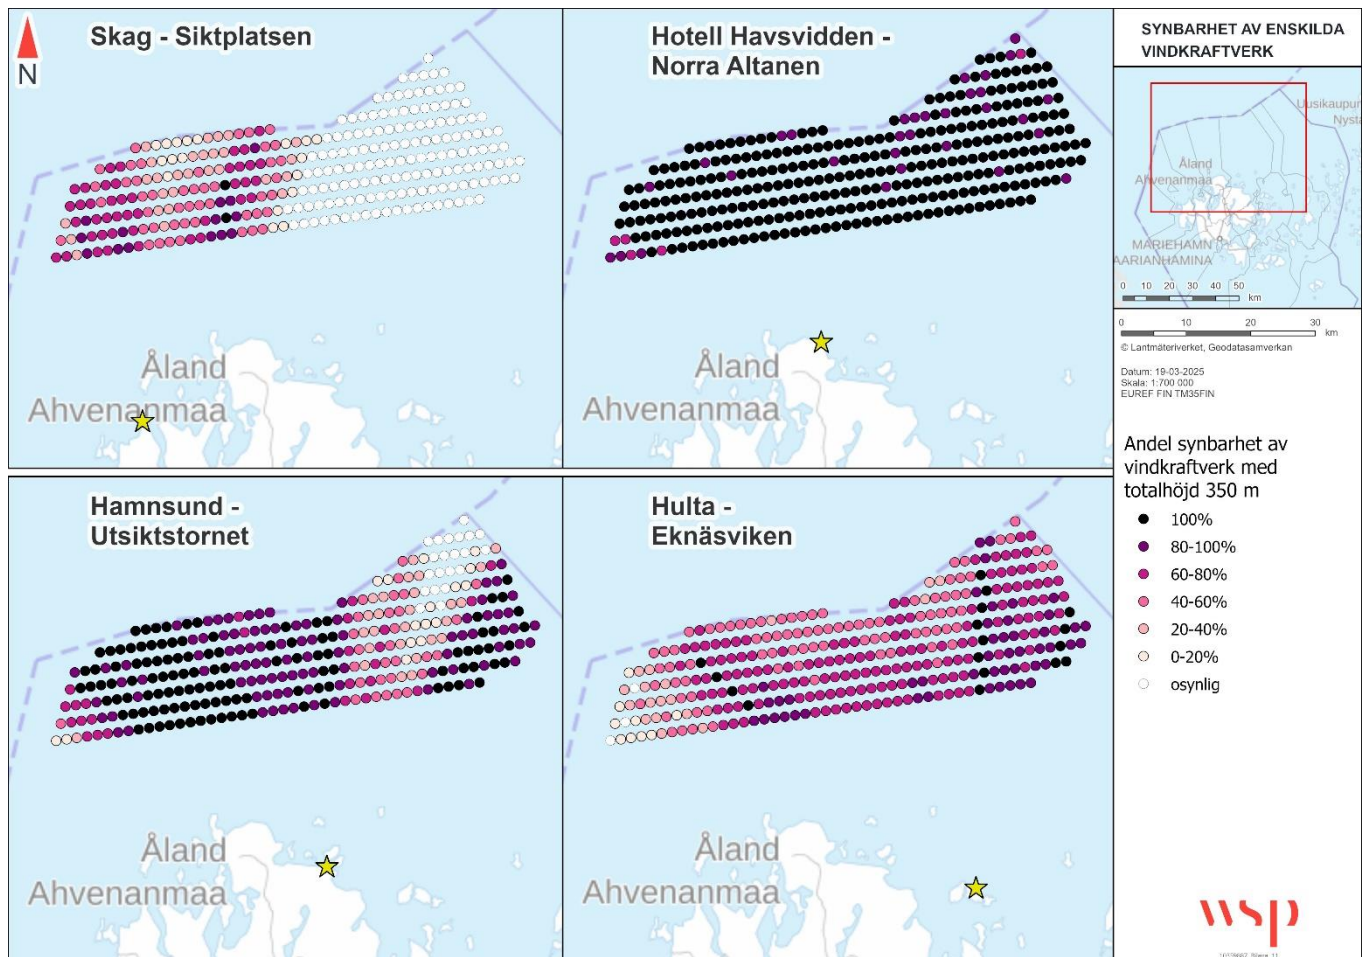 Skag - Siktplatsen
N
Åland
Ahvenanmaa
Hotell Havsvidden -
Norra Altanen
Åland
Ahvenanmaa
Hamnsund -
Utsiktstornet
Åland
Ahvenanmaa
Hulta -
Eknäsviken
Åland
Ahvenanmaa
SYNBARHET AV ENSKILDA
VINDKRAFTVERK
Uusikaupun
Nysta
Åland
Ahvenanmaa
MARIEHAMN
AARIANHAMINA
0 10 20 30 40 50
km
0 10 20 30
km
© Lantmäteriverket, Geodatasamverkan
Datum: 19-03-2025
Skala: 1:700 000
EUREF FIN TM35FIN
Andel synbarhet av
vindkraftverk med
totalhöjd 350 m
100%
80-100%
60-80%
40-60%
20-40%
0-20%
osynlig
wsp